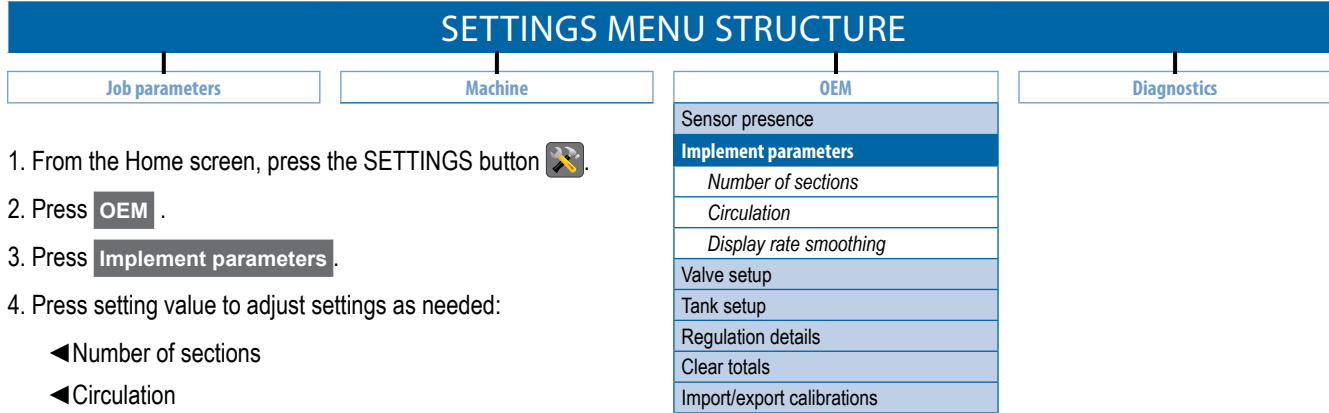 SETTINGS MENU STRUCTURE
Job parameters
Machine
OEM
Diagnostics
1. From the Home screen, press the SETTINGS button .
2. Press OEM .
3. Press Implement parameters .
4. Press setting value to adjust settings as needed:
◄Number of sections
◄Circulation
Sensor presence
Implement parameters
Number of sections
Circulation
Display rate smoothing
Valve setup
Tank setup
Regulation details
Clear totals
Import/export calibrations